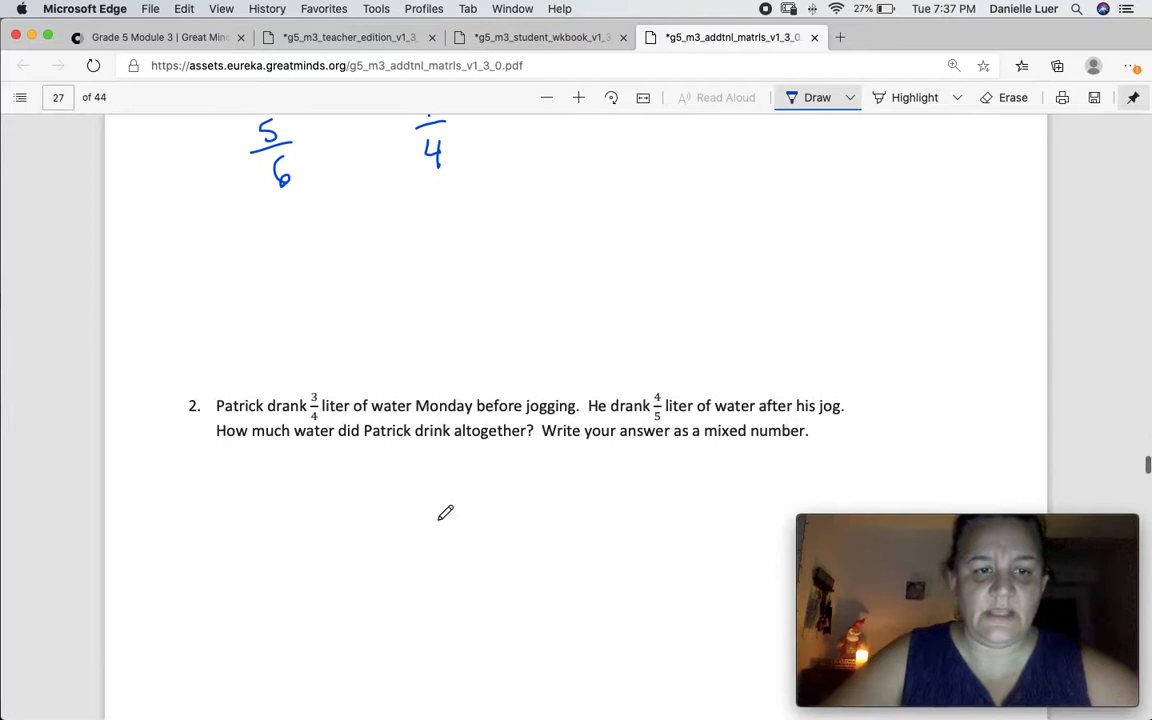 Microsoft Edge File Edit View History Favorites Tools Profiles Tab Window Help 27% Tue 7:37 PM Danielle Luer
Grade 5 Module 3 | Great Min *g5_m3_teacher_edition_v1_3_ *g5_m3_student_wkbook_v1_3 *g5_m3_addtnl_matrls_v1_3_0.
https://assets.eureka.greatminds.org/g5_m3_addtnl_matrls_v1_3_0.pdf
27 of 44 Read Aloud Draw Highlight Erase
5/6
4
2. Patrick drank 3/4 liter of water Monday before jogging. He drank 4/5 liter of water after his jog.
How much water did Patrick drink altogether? Write your answer as a mixed number.